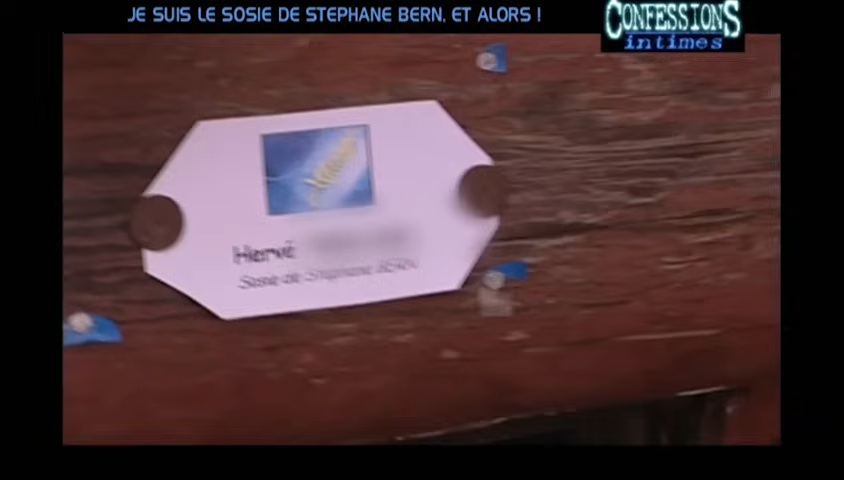 JE SUIS LE SOSIE DE STEPHANE BERN, ET ALORS !
CONFESSIONS
intimes
Hervé
Sosie de Stéphane BERN